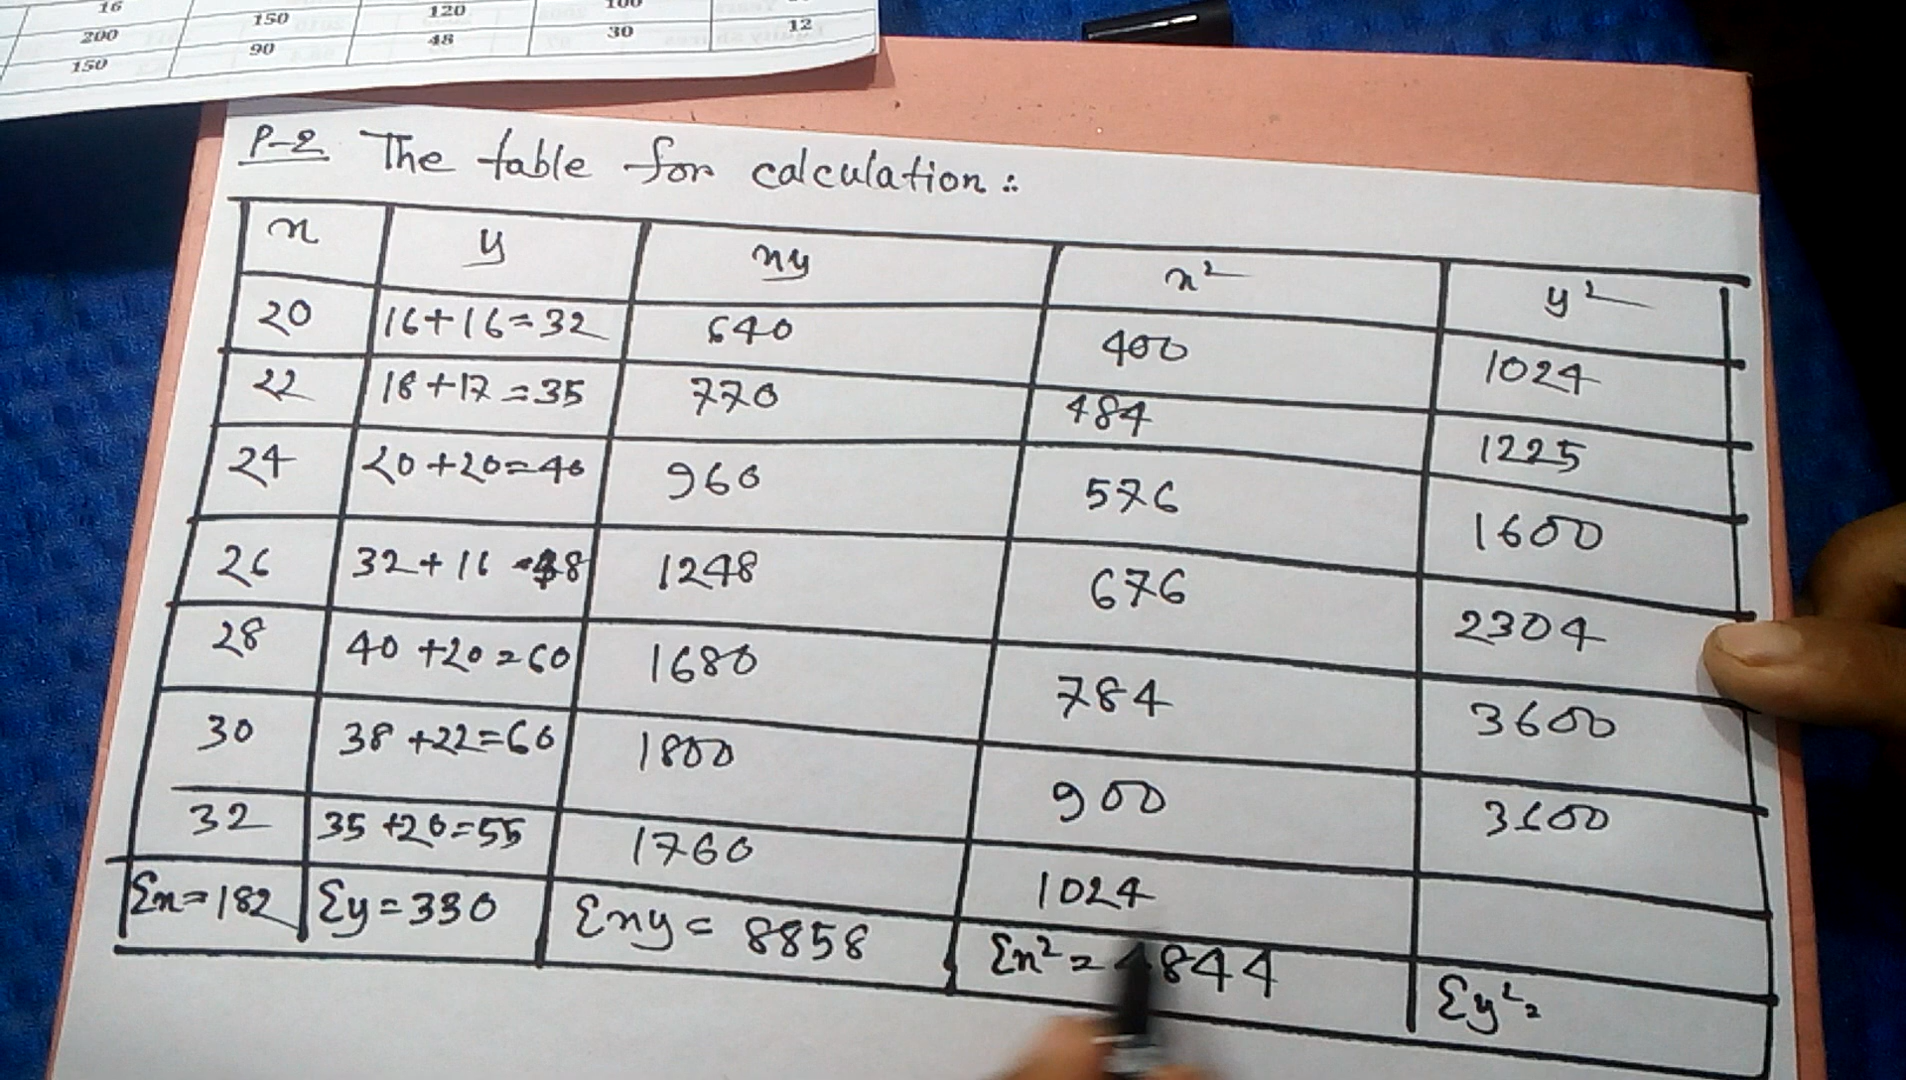 16 120 100
200 150 48 30 12
150 90
P-2 The table for calculation :
x y xy x² y²
20 16+16=32 640 400 1024
22 18+17=35 770 484 1225
24 20+20=40 960 576 1600
26 32+16=48 1248 676 2304
28 40+20=60 1680 784 3600
30 38+22=60 1800 900 3600
32 35+20=55 1760 1024
Σx=182 Σy=330 Σxy= 8858 Σx²=4844 Σy²=